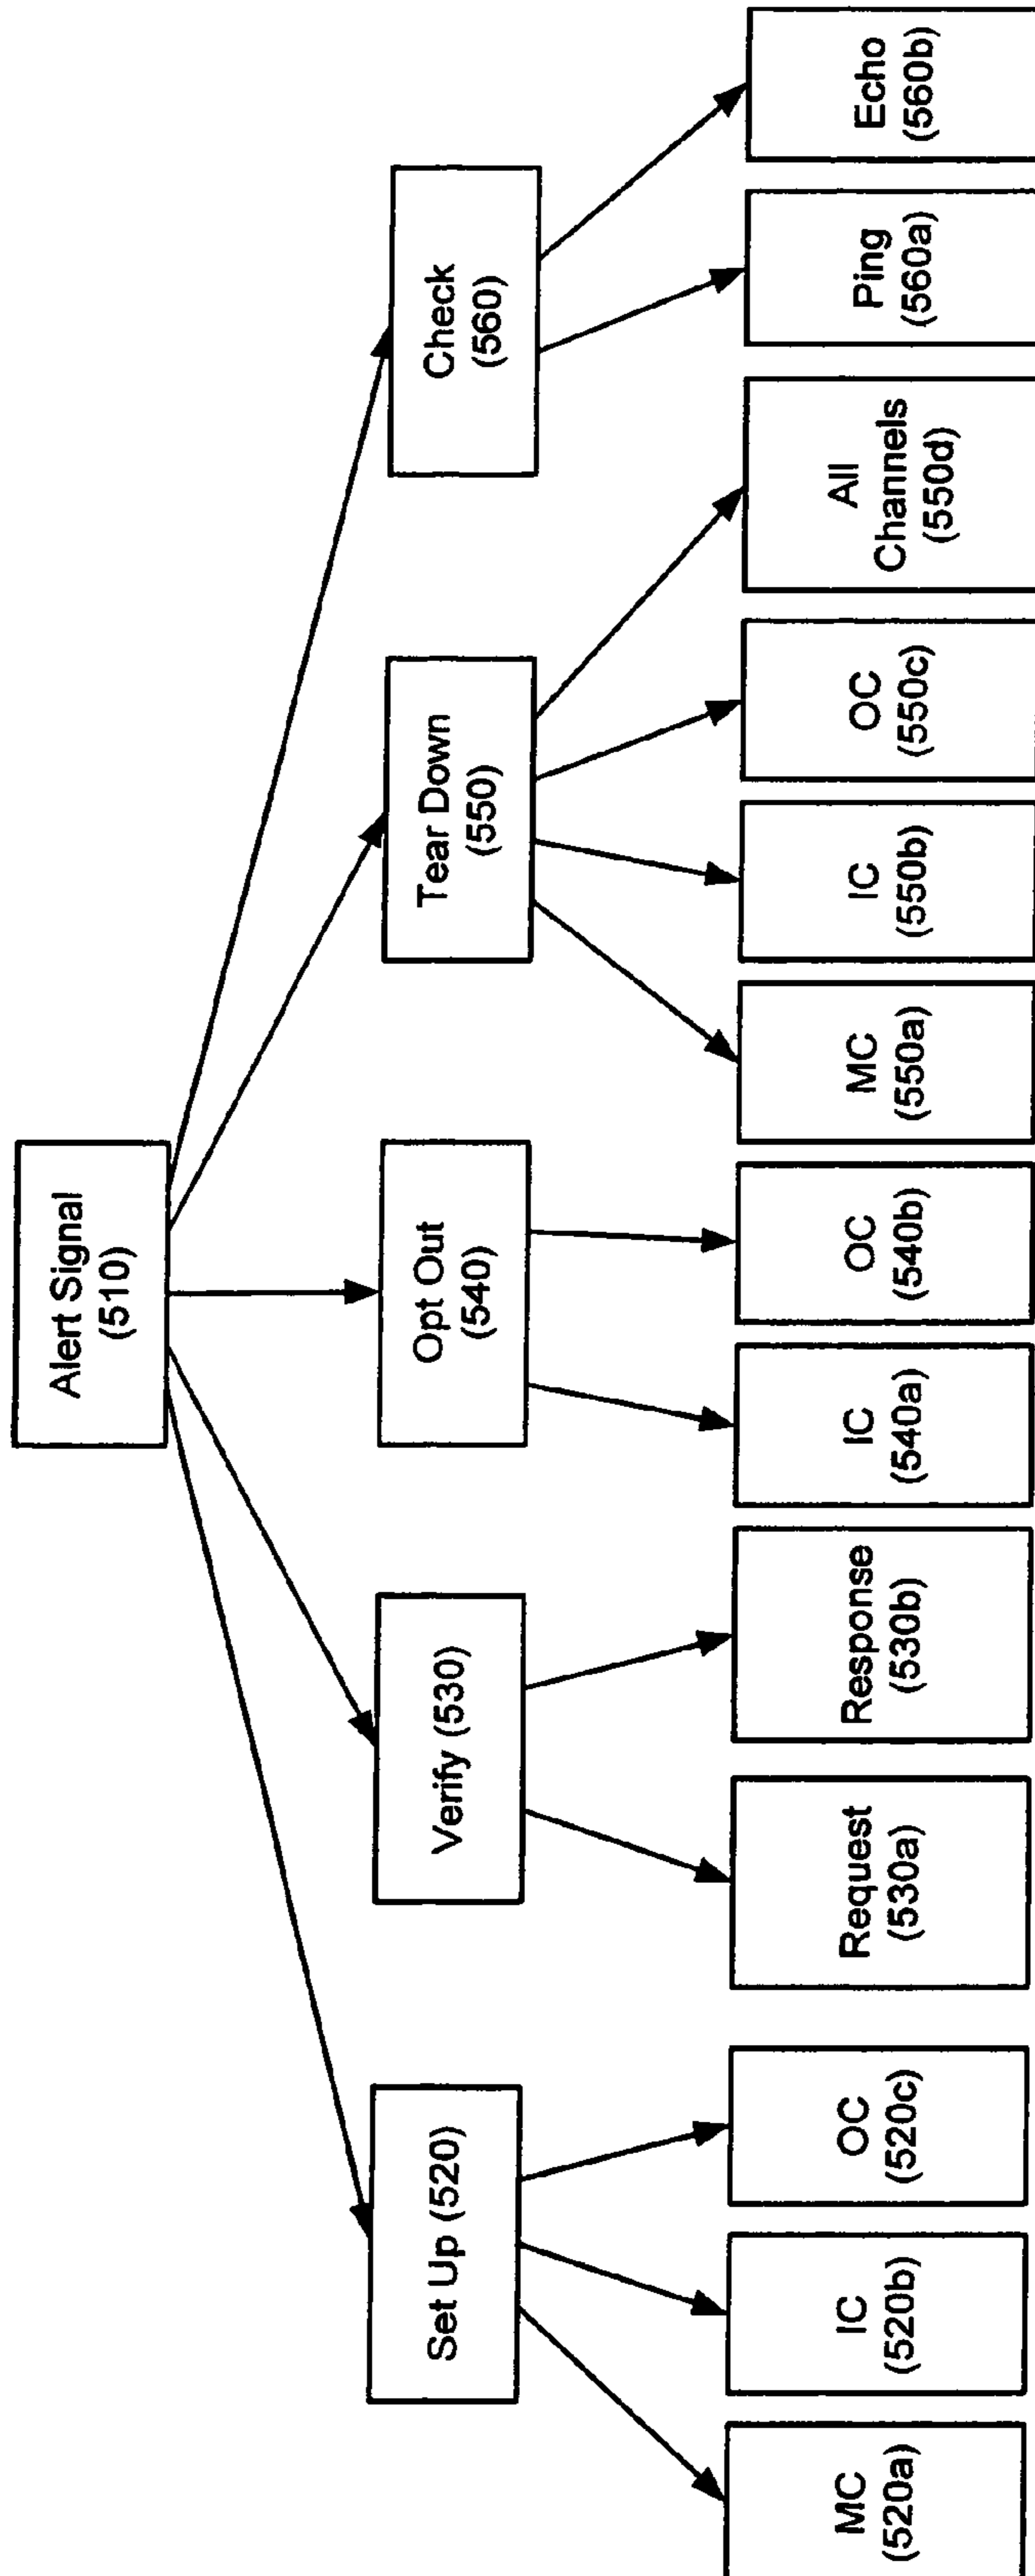 Alert Signal
(510)
Set Up (520)
Verify (530)
Opt Out
(540)
Tear Down
(550)
Check
(560)
MC
(520a)
IC
(520b)
OC
(520c)
Request
(530a)
Response
(530b)
IC
(540a)
OC
(540b)
MC
(550a)
IC
(550b)
OC
(550c)
All
Channels
(550d)
Ping
(560a)
Echo
(560b)